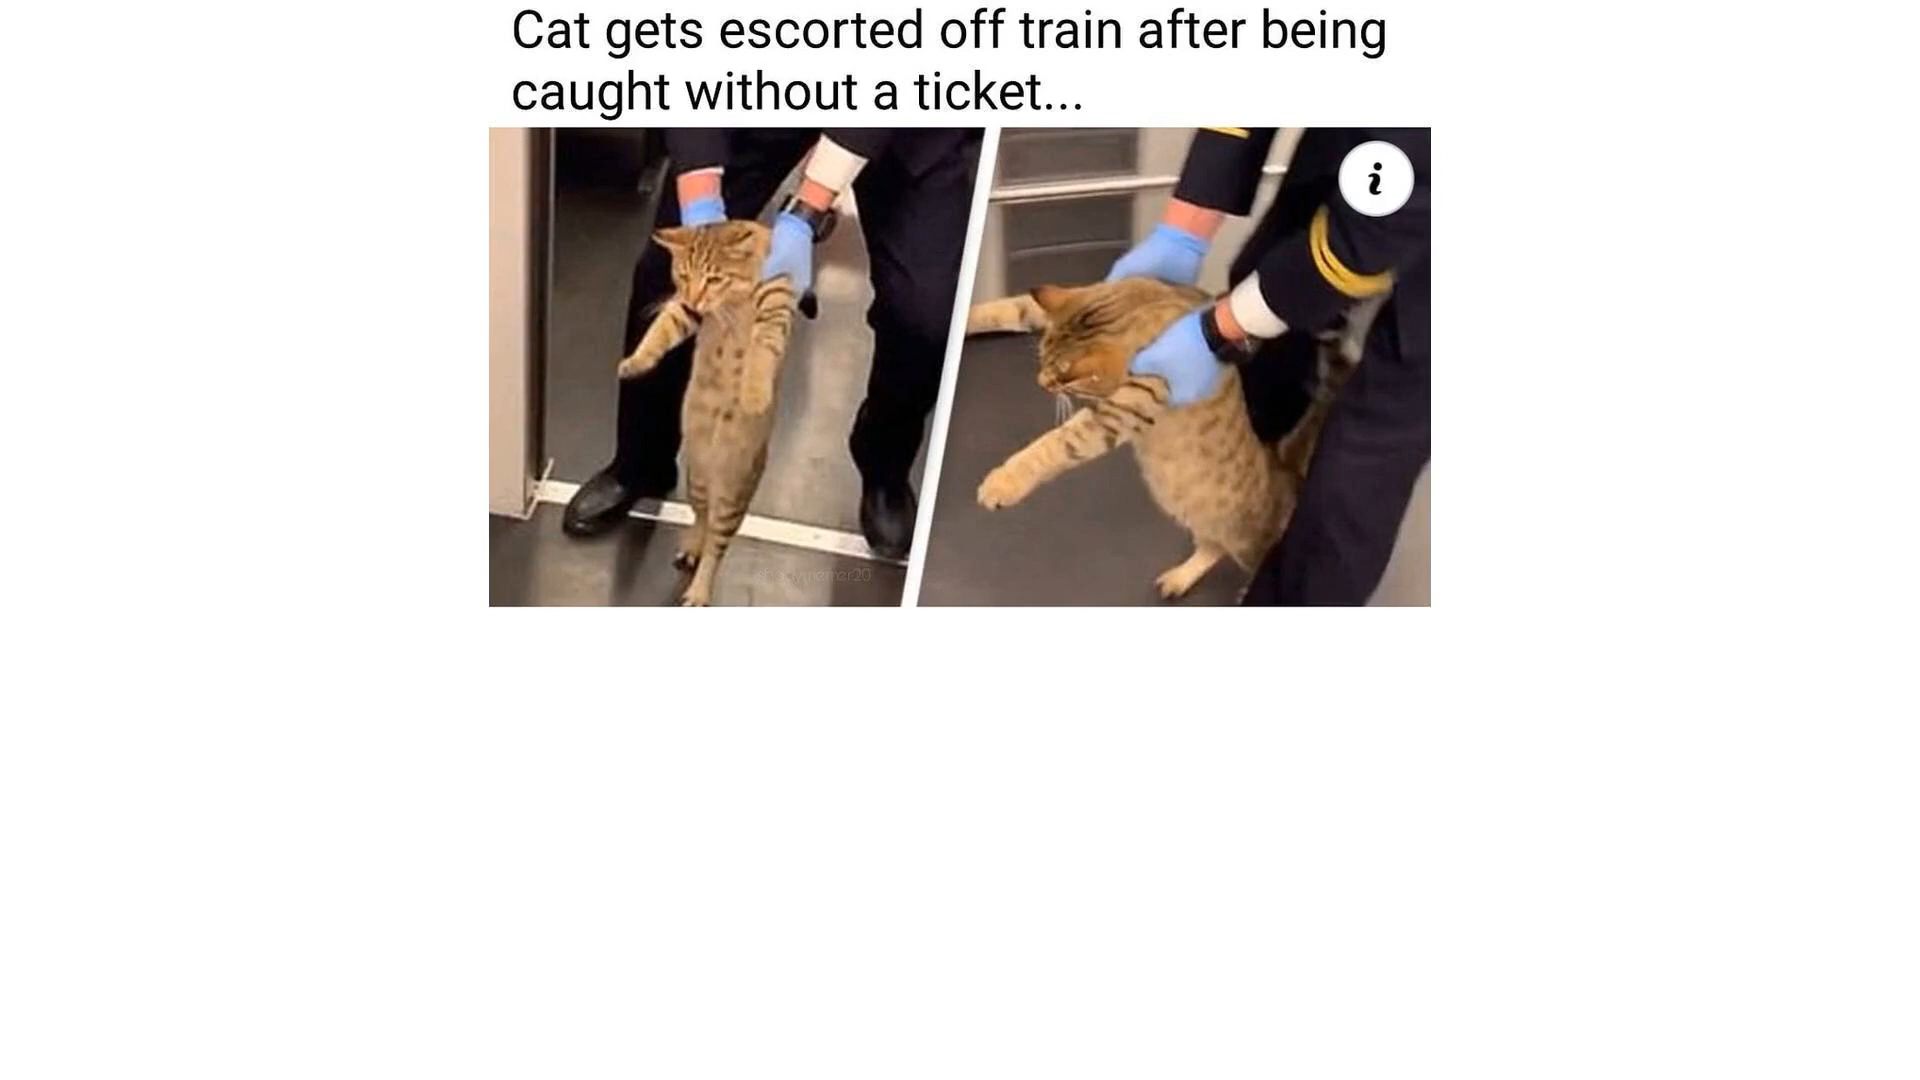 Cat gets escorted off train after being
caught without a ticket...
i